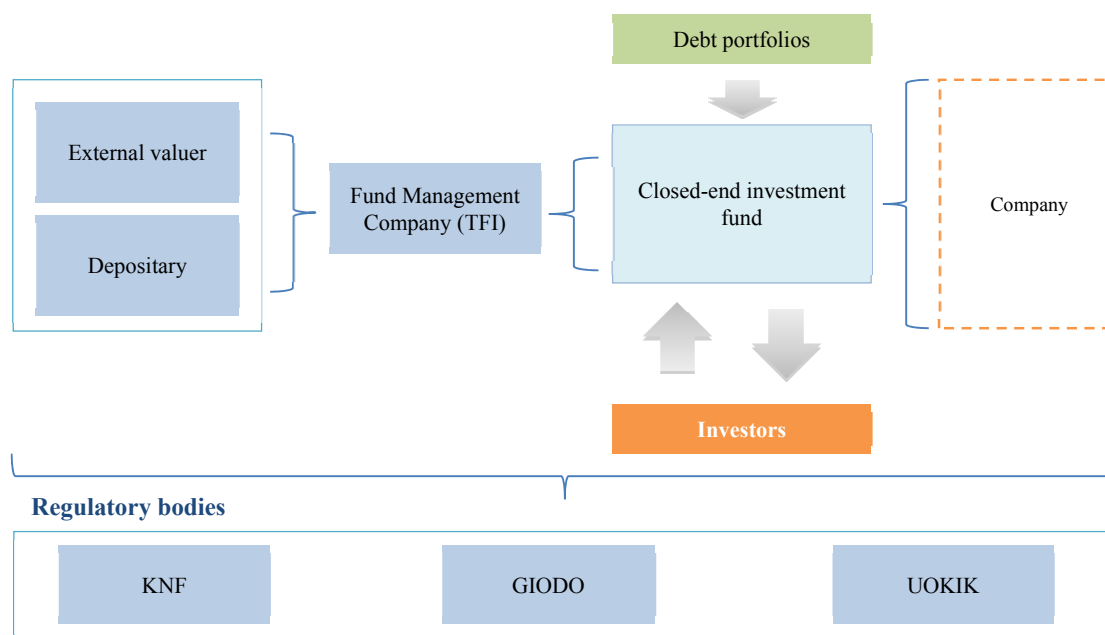 Debt portfolios
External valuer
Depositary
Fund Management
Company (TFI)
Closed-end investment
fund
Company
Investors
Regulatory bodies
KNF
GIODO
UOKIK